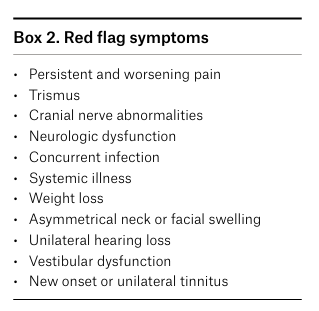 Box 2. Red flag symptoms
• Persistent and worsening pain
• Trismus
• Cranial nerve abnormalities
• Neurologic dysfunction
• Concurrent infection
• Systemic illness
• Weight loss
• Asymmetrical neck or facial swelling
• Unilateral hearing loss
• Vestibular dysfunction
• New onset or unilateral tinnitus